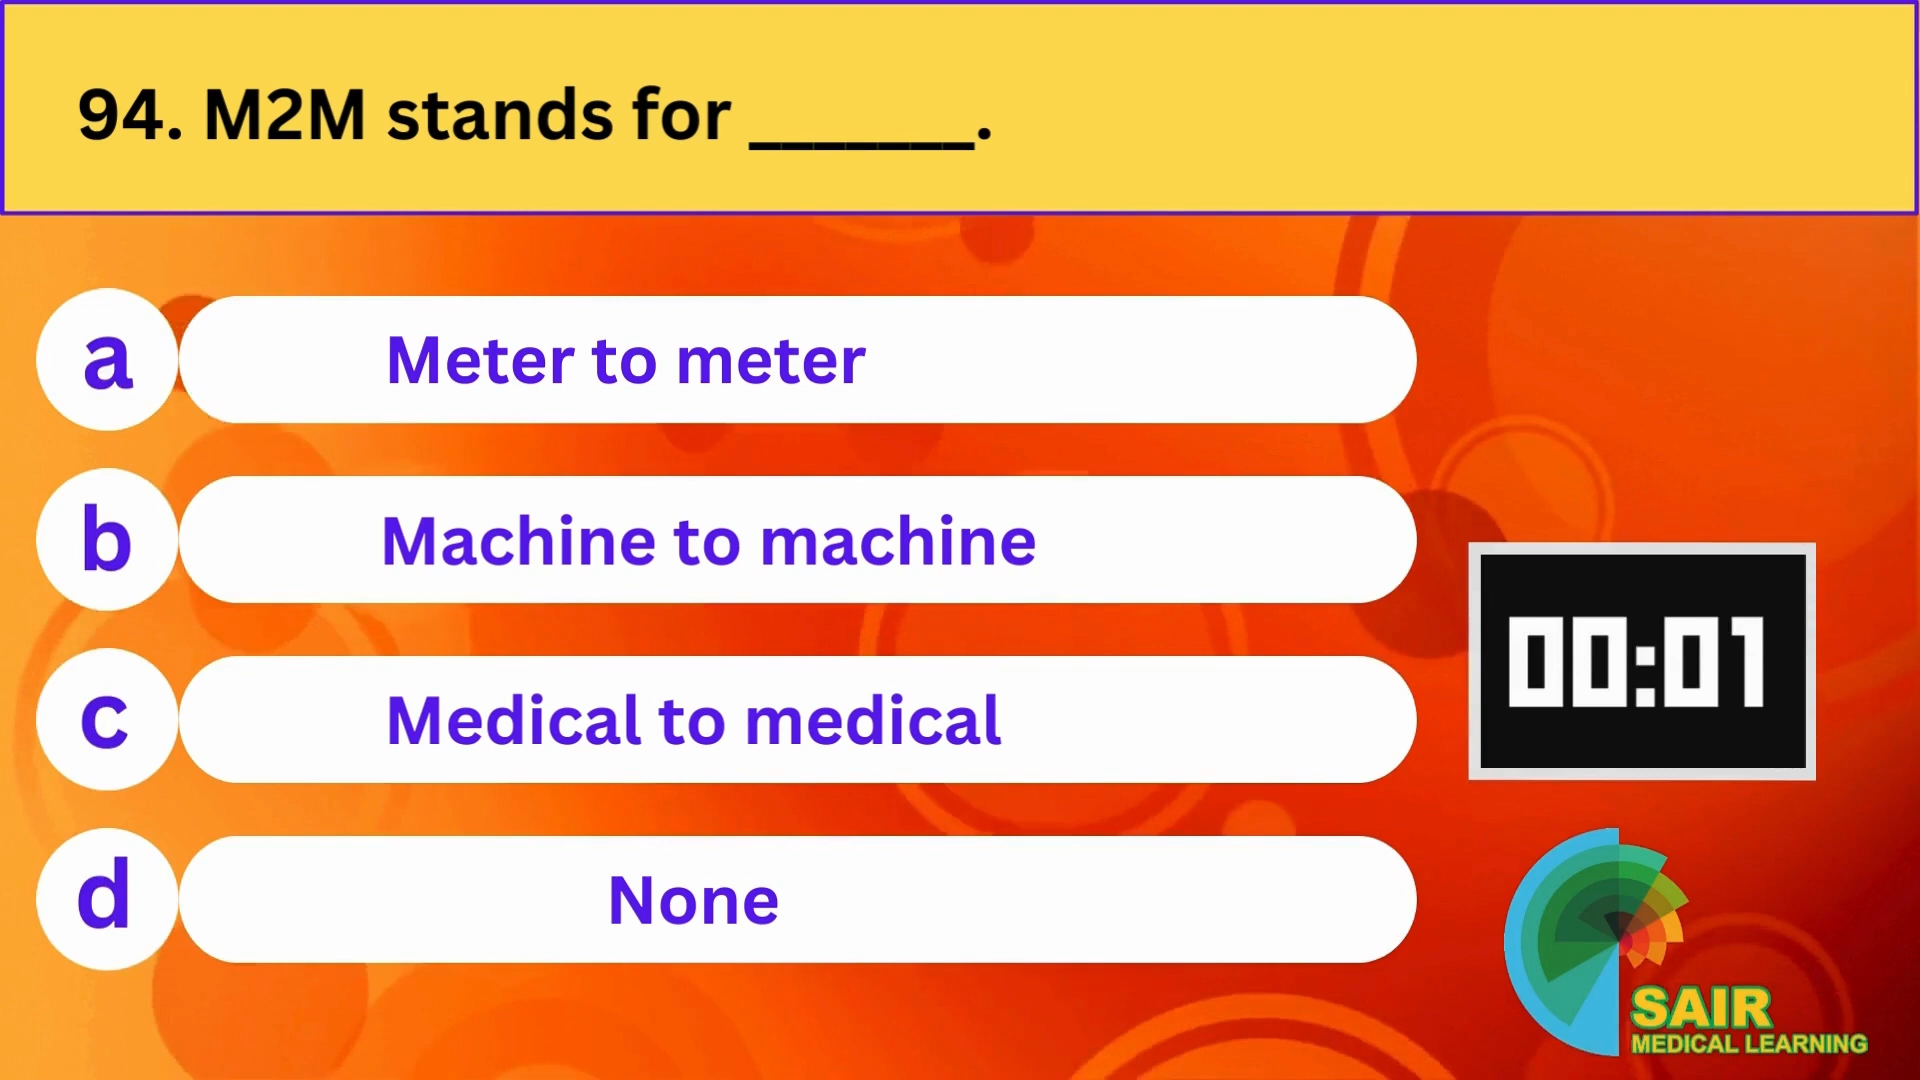 94. M2M stands for _______.
a
Meter to meter
b
Machine to machine
c
Medical to medical
d
None
00:01
SAIR
MEDICAL LEARNING